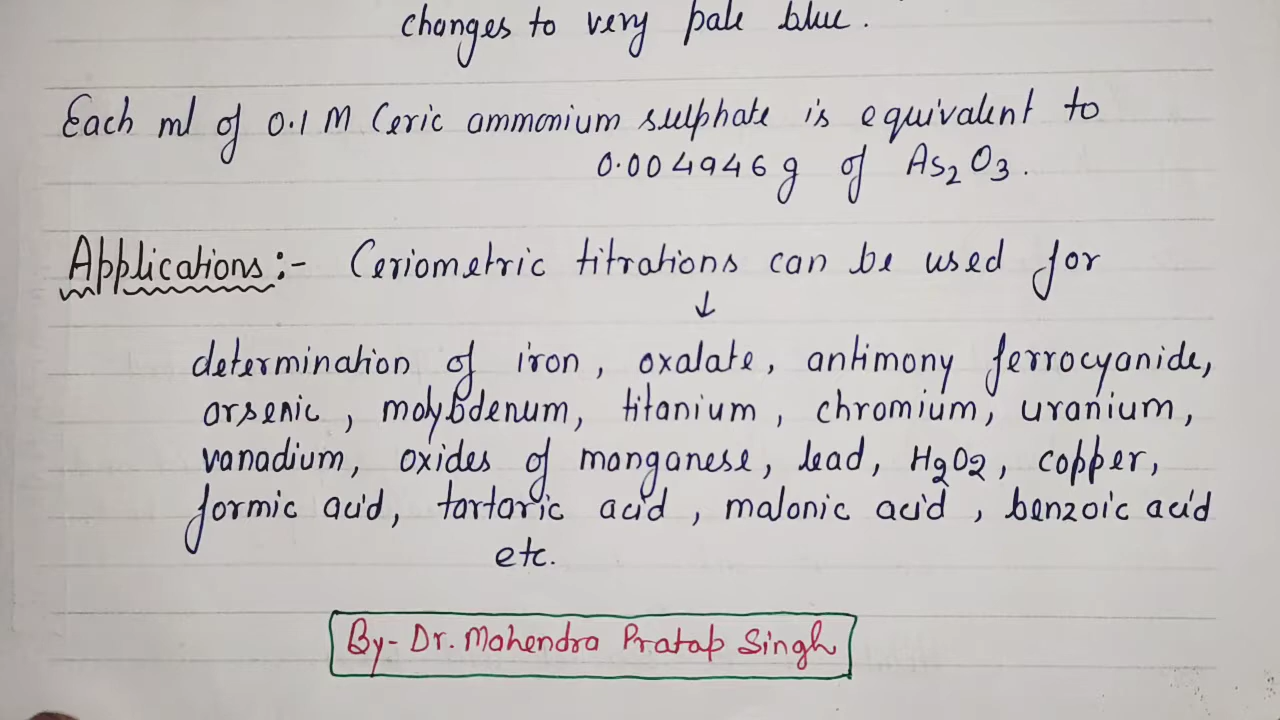 changes to very pale blue.
Each ml of 0.1 M Ceric ammonium sulphate is equivalent to
0.004946 g of As₂O₃.
Applications:- Ceriometric titrations can be used for
↓
determination of iron, oxalate, antimony ferrocyanide,
arsenic, molybdenum, titanium, chromium, uranium,
vanadium, oxides of manganese, lead, H₂O₂, copper,
formic acid, tartaric acid, malonic acid, benzoic acid
etc.
By- Dr. Mahendra Pratap Singh